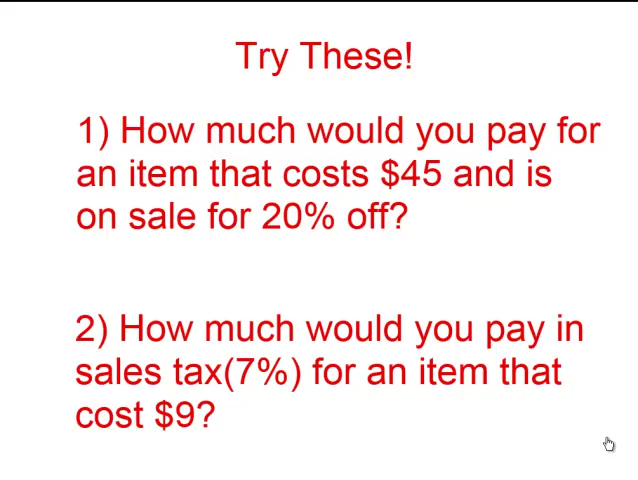 Try These!
1) How much would you pay for
an item that costs $45 and is
on sale for 20% off?
2) How much would you pay in
sales tax(7%) for an item that
cost $9?